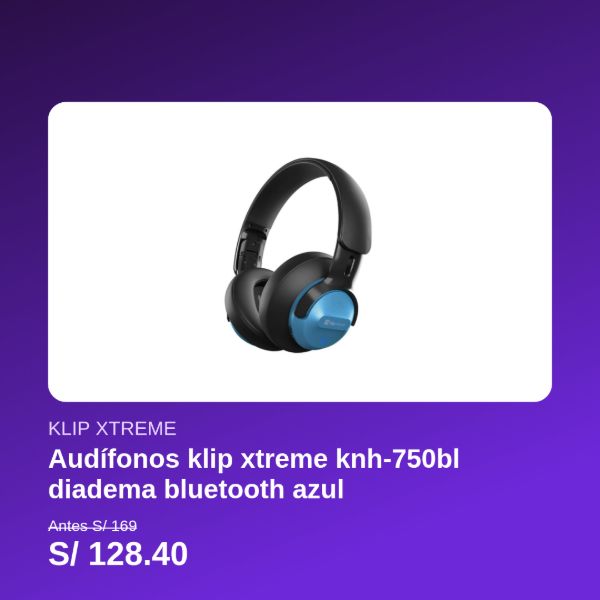 KLIP XTREME
Audífonos klip xtreme knh-750bl
diadema bluetooth azul
Antes S/ 169
S/ 128.40